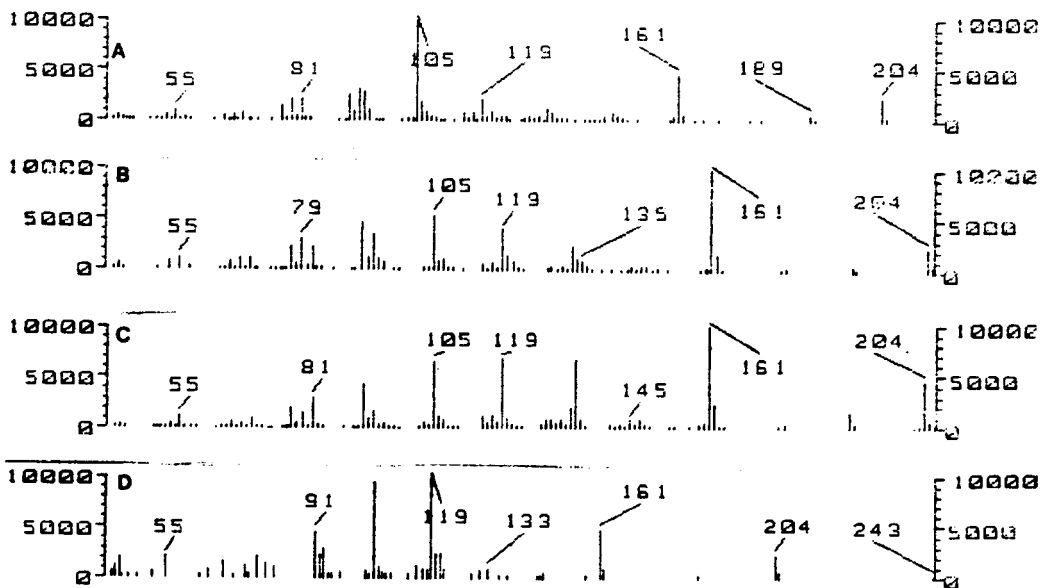 10000 A 105 161 10000
5000 55 81 119 189 204 5000
0 0
10000 B 105 161 10000
5000 55 79 119 135 204 5000
0 0
10000 C 105 119 161 204 10000
5000 55 81 145 5000
0 0
10000 D 91 119 161 10000
5000 55 133 204 243 5000
0 0